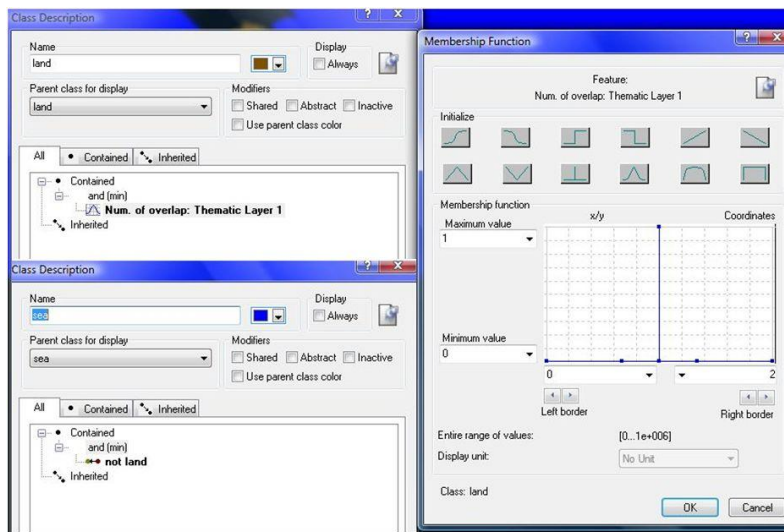 Class Description
Name
land
Display
Always
Parent class for display
land
Modifiers
Shared Abstract Inactive
Use parent class color
All Contained Inherited
Contained
and (min)
Num. of overlap: Thematic Layer 1
Inherited
Class Description
Name
sea
Display
Always
Parent class for display
sea
Modifiers
Shared Abstract Inactive
Use parent class color
All Contained Inherited
Contained
and (min)
not land
Inherited
Membership Function
Feature:
Num. of overlap: Thematic Layer 1
Initialize
Membership function
Maximum value
x/y
Coordinates
1
Minimum value
0
0
2
Left border
Right border
Entire range of values:
[0...1e+006]
Display unit:
No Unit
Class: land
OK
Cancel